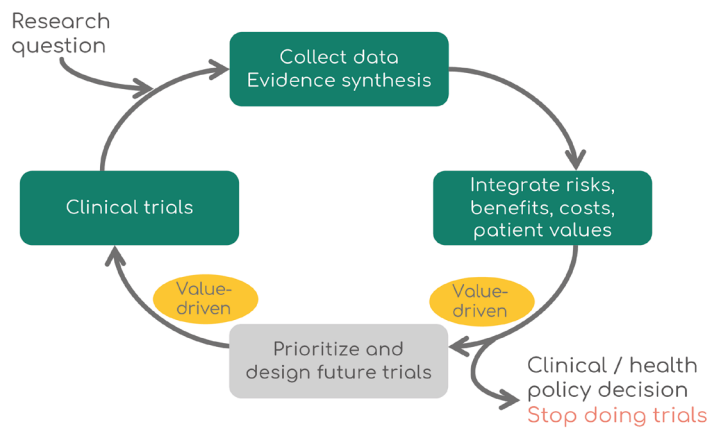 Research
question
Collect data
Evidence synthesis
Clinical trials
Integrate risks,
benefits, costs,
patient values
Value-
driven
Value-
driven
Prioritize and
design future trials
Clinical / health
policy decision
Stop doing trials